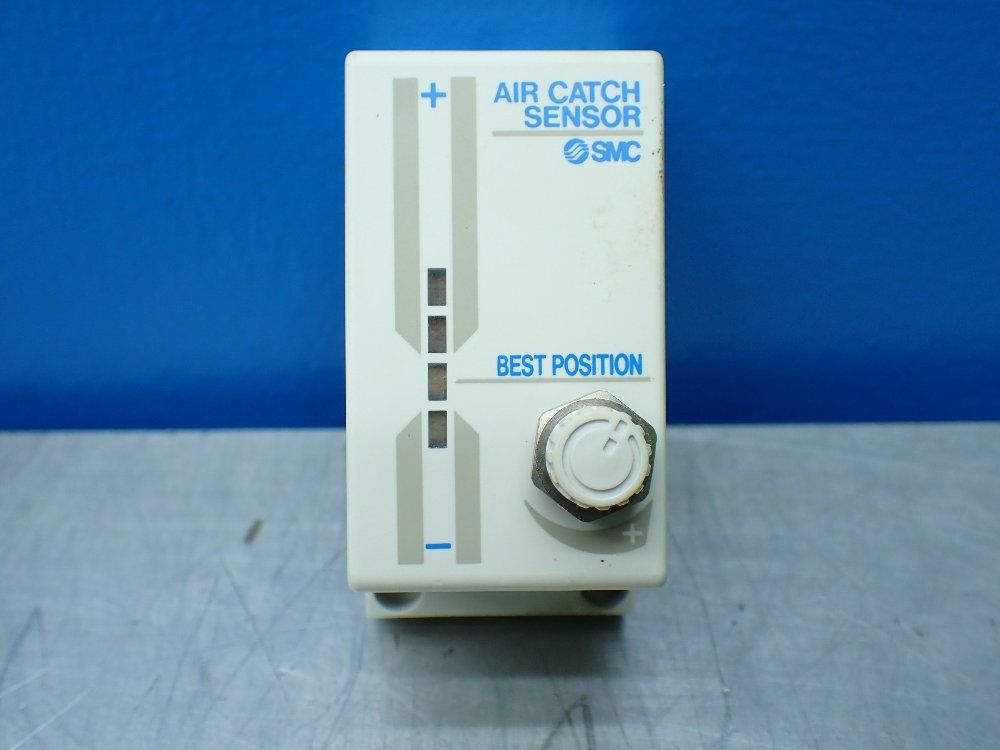 +
AIR CATCH
SENSOR
SMC
BEST POSITION
+
−